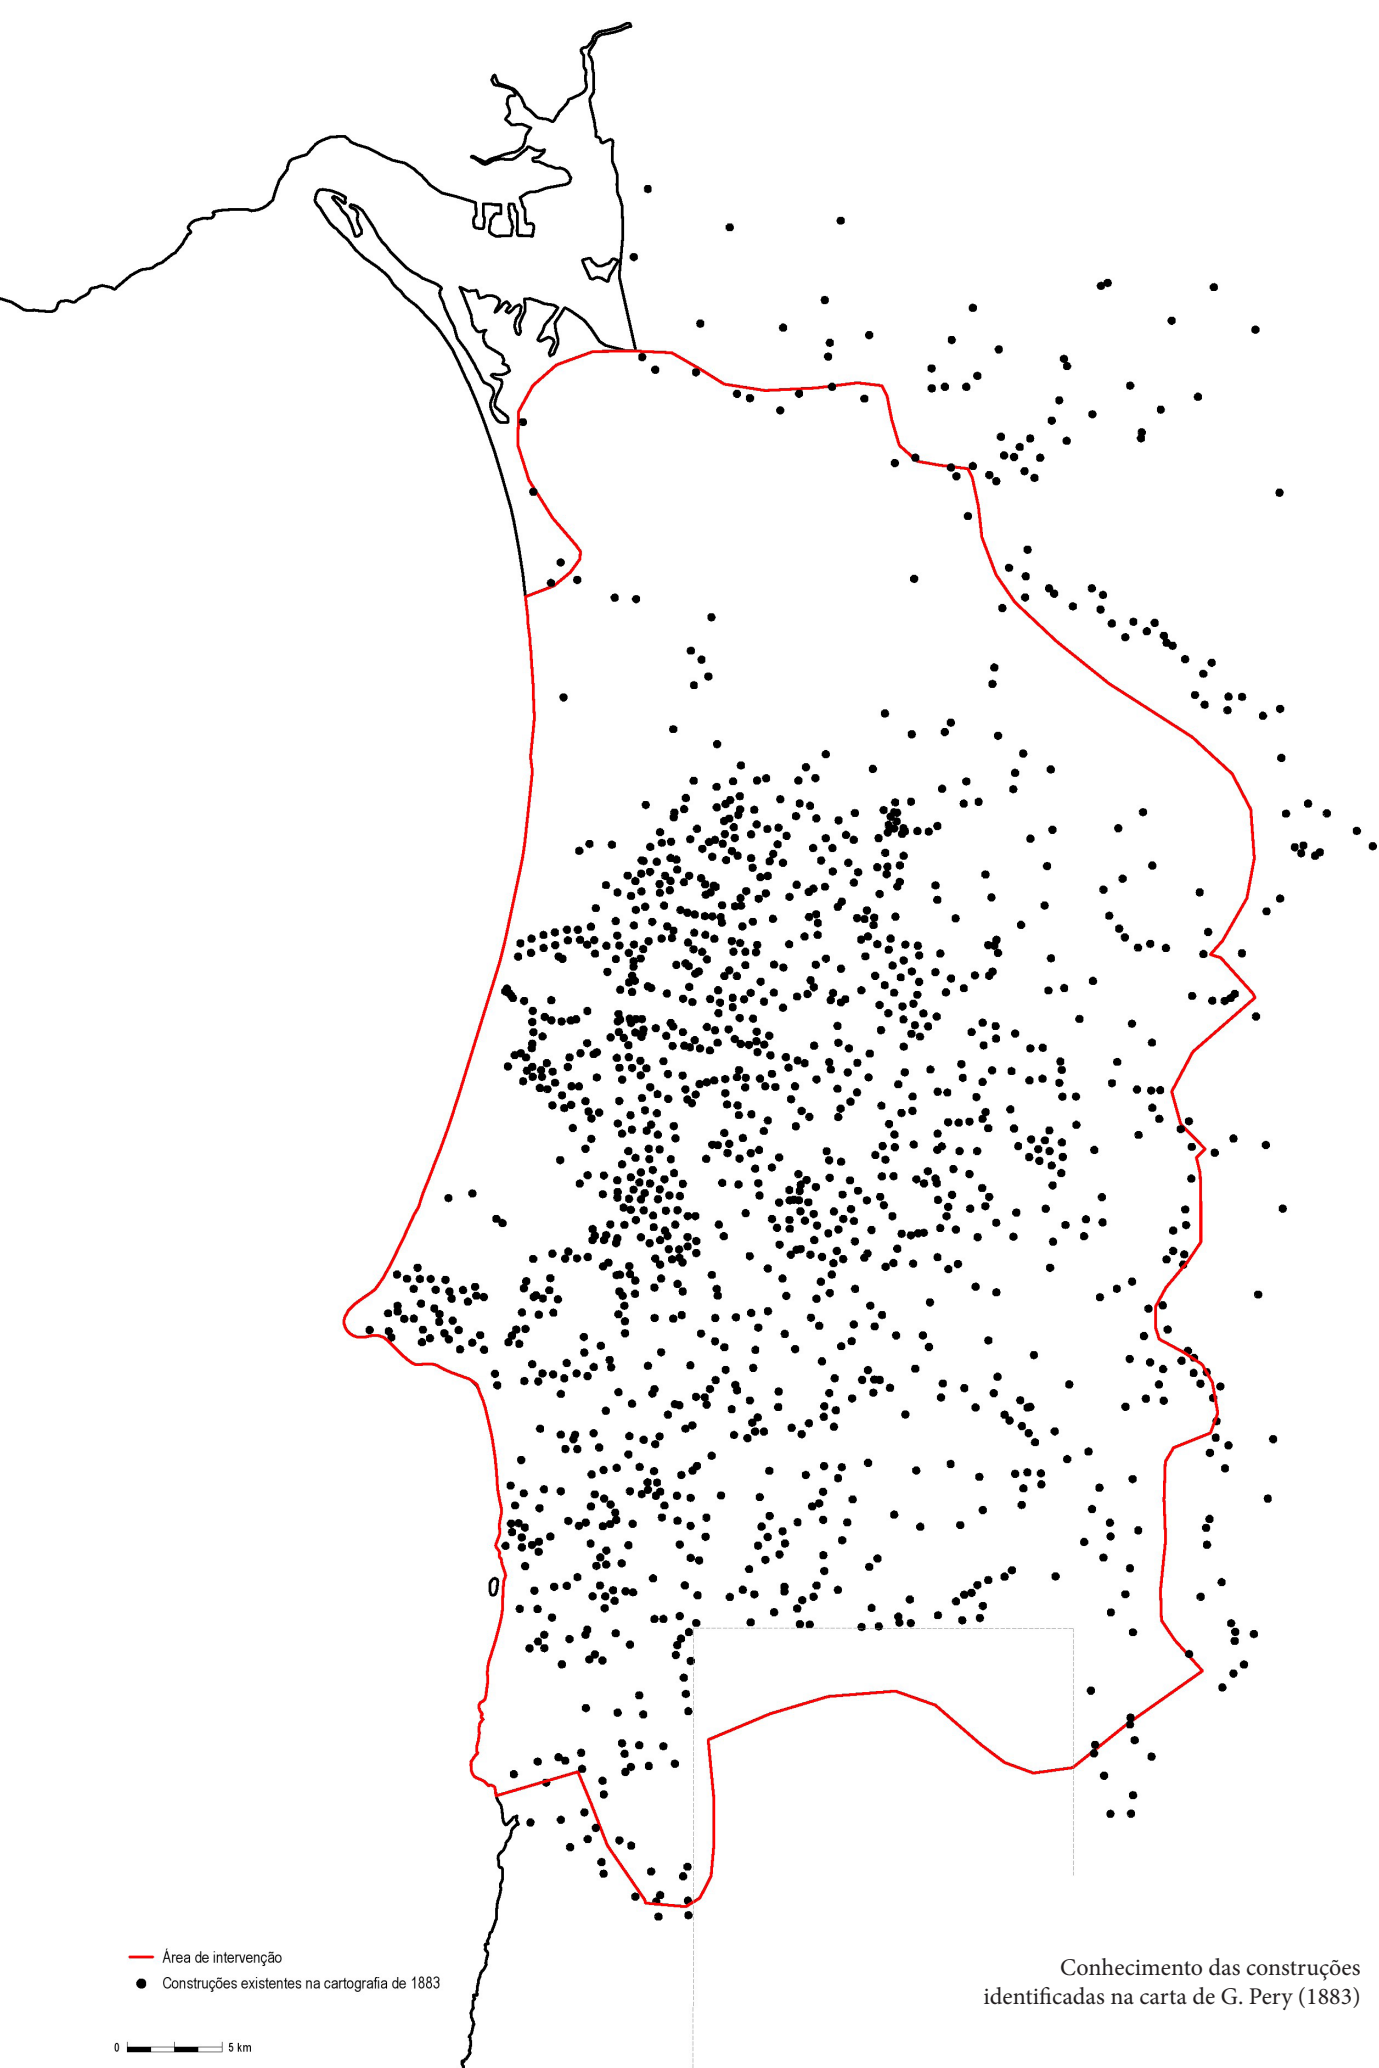 Área de intervenção
Construções existentes na cartografia de 1883
0 5 km
Conhecimento das construções
identificadas na carta de G. Pery (1883)